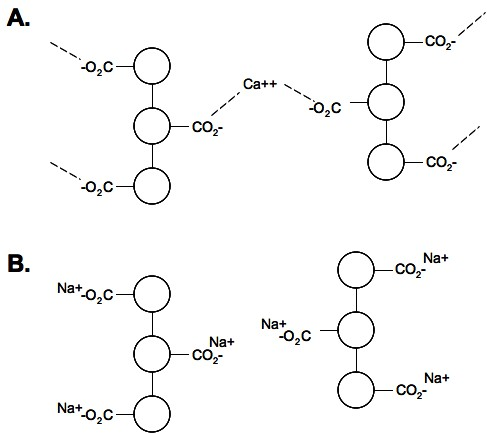 A.
-O₂C
CO₂-
-O₂C
Ca++
CO₂-
-O₂C
CO₂-
B.
Na+
-O₂C
Na+
CO₂-
Na+
-O₂C
Na+
CO₂-
Na+
-O₂C
Na+
CO₂-